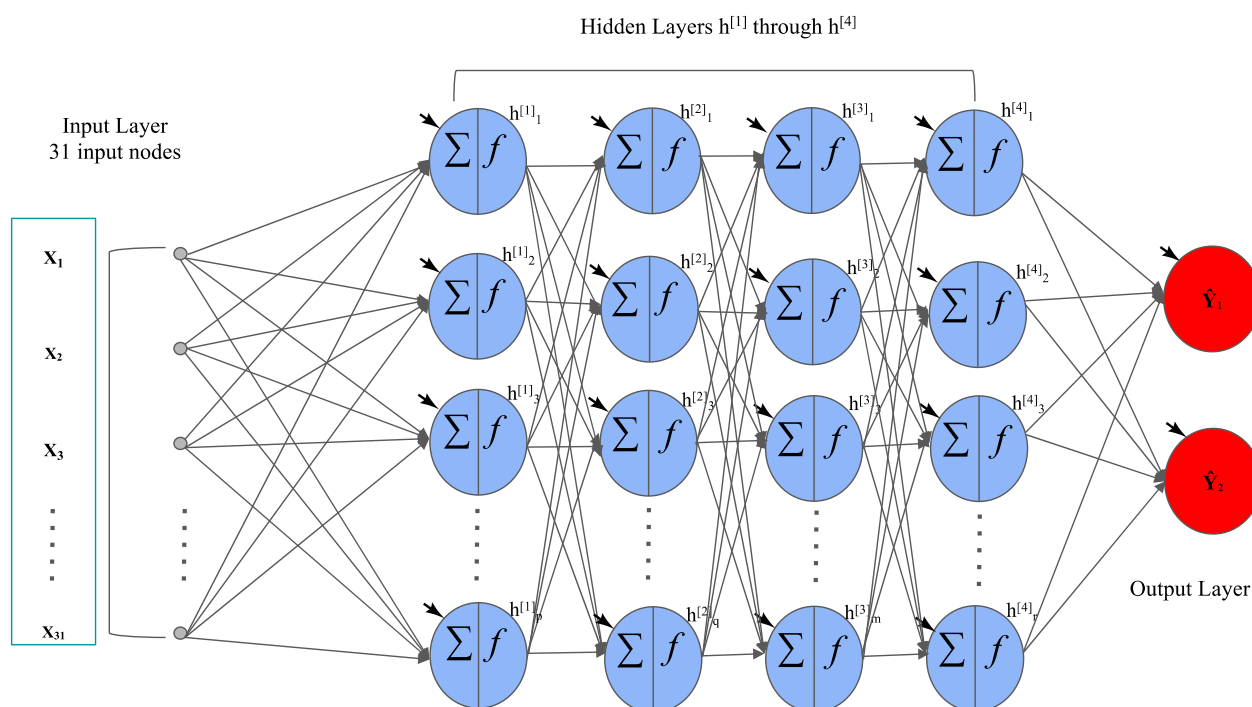 Hidden Layers h[1] through h[4]
Input Layer
31 input nodes
X1
X2
X3
X31
Σ f h[1]1
Σ f h[2]1
Σ f h[3]1
Σ f h[4]1
Σ f h[1]2
Σ f h[2]2
Σ f h[3]2
Σ f h[4]2
Σ f h[1]3
Σ f h[2]3
Σ f h[3]3
Σ f h[4]3
Σ f h[1]p
Σ f h[2]q
Σ f h[3]m
Σ f h[4]r
Ŷ1
Ŷ2
Output Layer